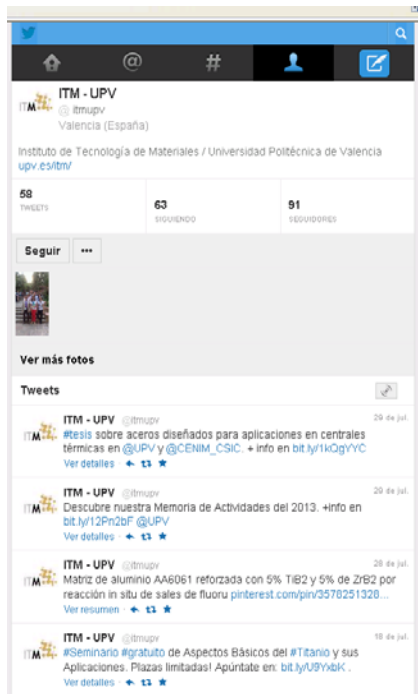 @
#
ITM - UPV
ITM
@ itmupv
Valencia (España)
Instituto de Tecnología de Materiales / Universidad Politécnica de Valencia
upv.es/itm/
58 63 91
TWEETS SIGUIENDO SEGUIDORES
Seguir •••
Ver más fotos
Tweets
ITM - UPV @itmupv 29 de jul.
ITM #tesis sobre aceros diseñados para aplicaciones en centrales
térmicas en @UPV y @CENIM_CSIC. + info en bit.ly/1kQgYYC
Ver detalles
ITM - UPV @itmupv 29 de jul.
ITM Descubre nuestra Memoria de Actividades del 2013. +info en
bit.ly/12Pn2bF @UPV
Ver detalles
ITM - UPV @itmupv 28 de jul.
ITM Matriz de aluminio AA6061 reforzada con 5% TiB2 y 5% de ZrB2 por
reacción in situ de sales de fluoru pinterest.com/pin/3578251328...
Ver resumen
ITM - UPV @itmupv 18 de jul.
ITM #Seminario #gratuito de Aspectos Básicos del #Titanio y sus
Aplicaciones. Plazas limitadas! Apúntate en: bit.ly/U9YxbK .
Ver detalles